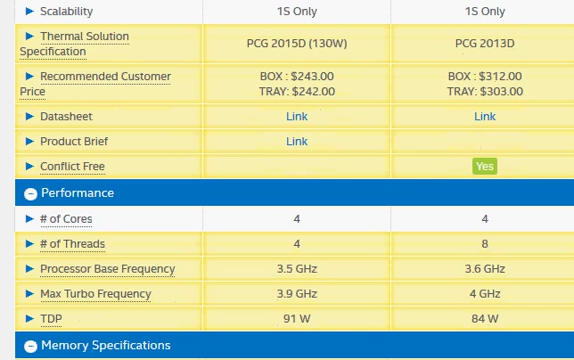 Scalability 1S Only 1S Only
Thermal Solution
Specification PCG 2015D (130W) PCG 2013D
Recommended Customer
Price
BOX : $243.00 BOX : $312.00
TRAY: $242.00 TRAY: $303.00
Datasheet Link Link
Product Brief Link
Conflict Free Yes
Performance
# of Cores 4 4
# of Threads 4 8
Processor Base Frequency 3.5 GHz 3.6 GHz
Max Turbo Frequency 3.9 GHz 4 GHz
TDP 91 W 84 W
Memory Specifications